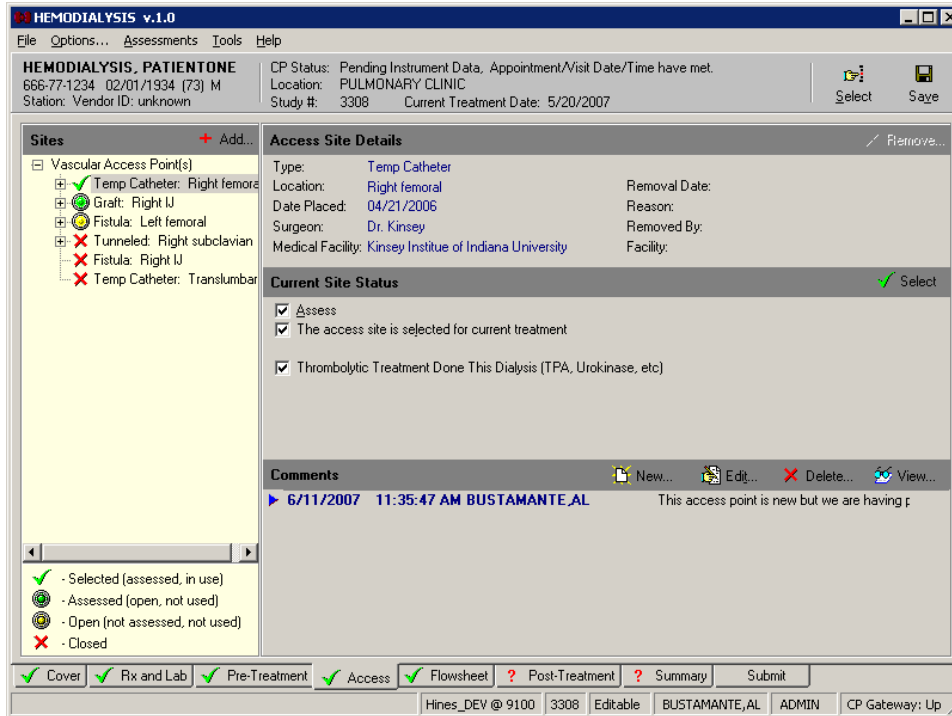 HEMODIALYSIS v.1.0
File Options... Assessments Tools Help
HEMODIALYSIS, PATIENTONE
666-77-1234 02/01/1934 (73) M
Station: Vendor ID: unknown
CP Status: Pending Instrument Data, Appointment/Visit Date/Time have met.
Location: PULMONARY CLINIC
Study #: 3308 Current Treatment Date: 5/20/2007
Select Save
Sites Add...
Vascular Access Point(s)
Temp Catheter: Right femora
Graft: Right IJ
Fistula: Left femoral
Tunneled: Right subclavian
Fistula: Right IJ
Temp Catheter: Translumbar
- Selected (assessed, in use)
- Assessed (open, not used)
- Open (not assessed, not used)
- Closed
Access Site Details Remove...
Type: Temp Catheter
Location: Right femoral Removal Date:
Date Placed: 04/21/2006 Reason:
Surgeon: Dr. Kinsey Removed By:
Medical Facility: Kinsey Institue of Indiana University Facility:
Current Site Status Select
Assess
The access site is selected for current treatment
Thrombolytic Treatment Done This Dialysis (TPA, Urokinase, etc)
Comments New... Edit... Delete... View...
6/11/2007 11:35:47 AM BUSTAMANTE,AL This access point is new but we are having
Cover Rx and Lab Pre-Treatment Access Flowsheet ? Post-Treatment ? Summary Submit
Hines_DEV @ 9100 3308 Editable BUSTAMANTE,AL ADMIN CP Gateway: Up